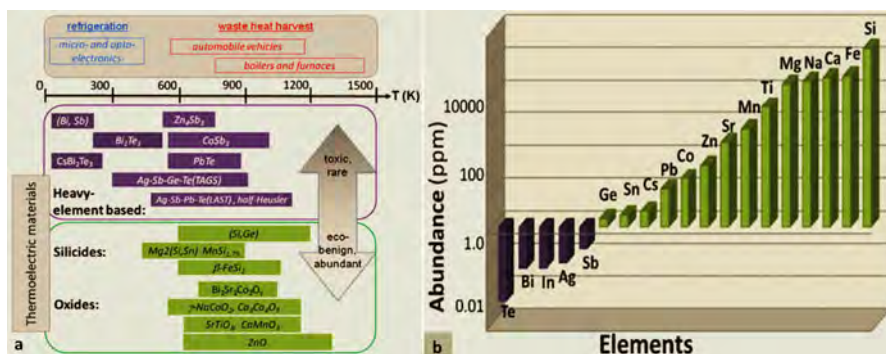 refrigeration
waste heat harvest
micro- and opto-
electronics
automobile vehicles
boilers and furnaces
0 300 600 900 1200 1500 T (K)
(Bi, Sb)
Zn4Sb3
Bi2Te3
CoSb3
CsBi4Te6
PbTe
Ag-Sb-Ge-Te(TAGS)
Heavy-
element based:
Ag-Sb-Pb-Te(LAST), half-Heusler
toxic,
rare
eco-
benign,
abundant
Thermoelectric materials
Silicides:
(Si,Ge)
Mg2(Si,Sn) MnSi1.75
β-FeSi2
Oxides:
Bi2Sr2Co2Oy
γ-NaCoO2, Ca3Co4O9
SrTiO3, CaMnO3
ZnO
a
Abundance (ppm)
10000
100
1.0
0.01
Te
Bi
In
Ag
Sb
Ge
Sn
Cs
Pb
Co
Zn
Sr
Mn
Ti
Mg
Na
Ca
Fe
Si
b
Elements